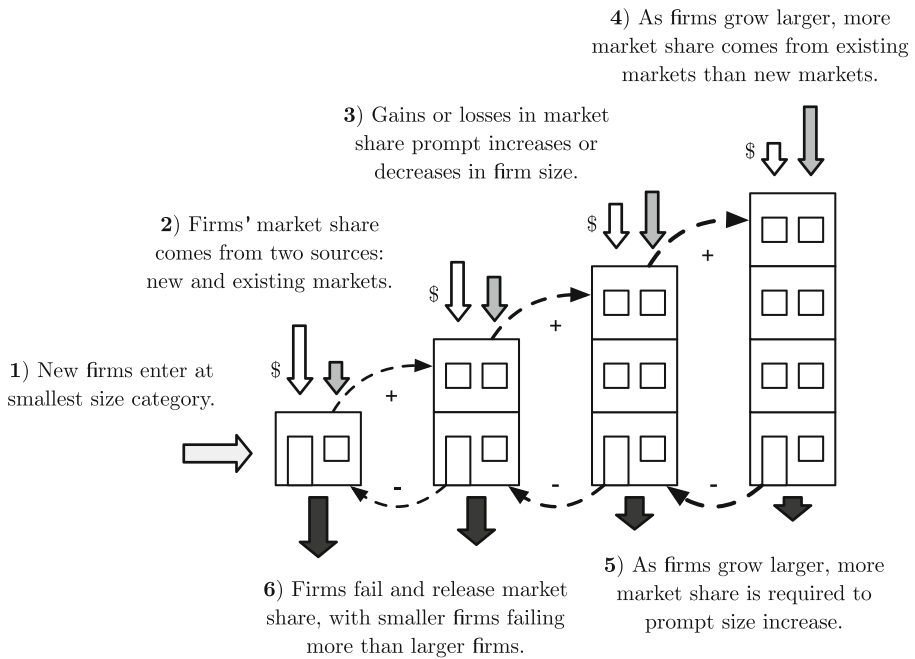 4) As firms grow larger, more
market share comes from existing
markets than new markets.
3) Gains or losses in market
share prompt increases or
decreases in firm size.
$
2) Firms' market share
comes from two sources:
new and existing markets.
$
+
$
+
1) New firms enter at
smallest size category.
$
+
-
-
-
6) Firms fail and release market
share, with smaller firms failing
more than larger firms.
5) As firms grow larger, more
market share is required to
prompt size increase.